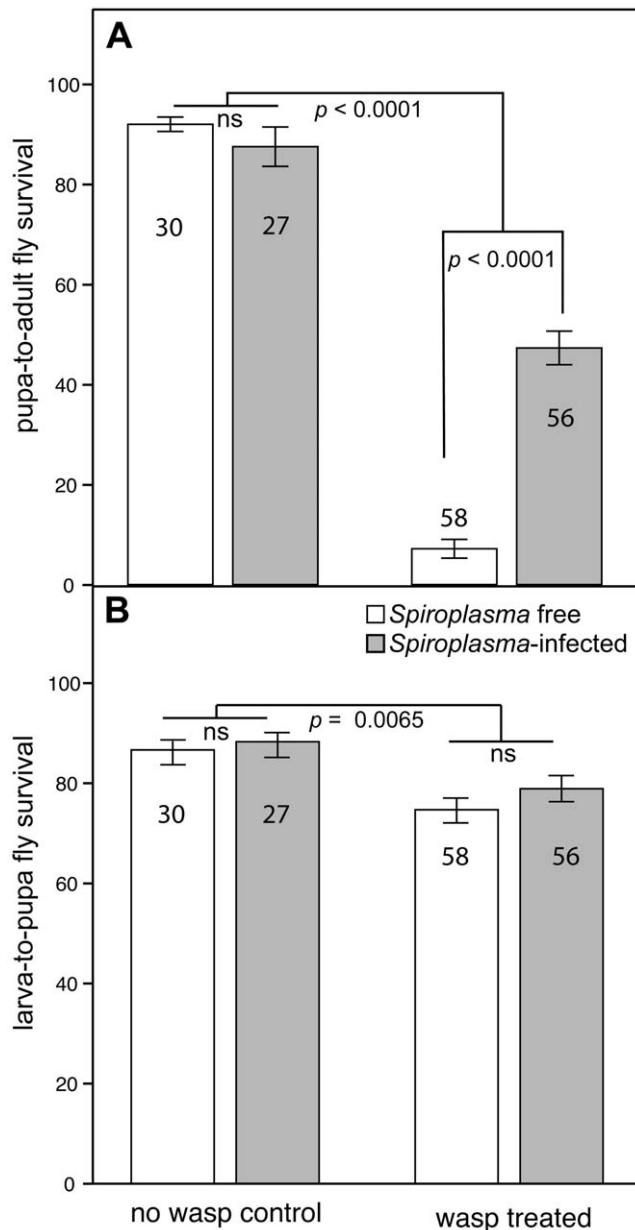 A
100
80
60
40
20
0
pupa-to-adult fly survival
ns
p < 0.0001
p < 0.0001
30
27
58
56
B
Spiroplasma free
Spiroplasma-infected
100
80
60
40
20
0
larva-to-pupa fly survival
ns
p = 0.0065
ns
30
27
58
56
no wasp control
wasp treated